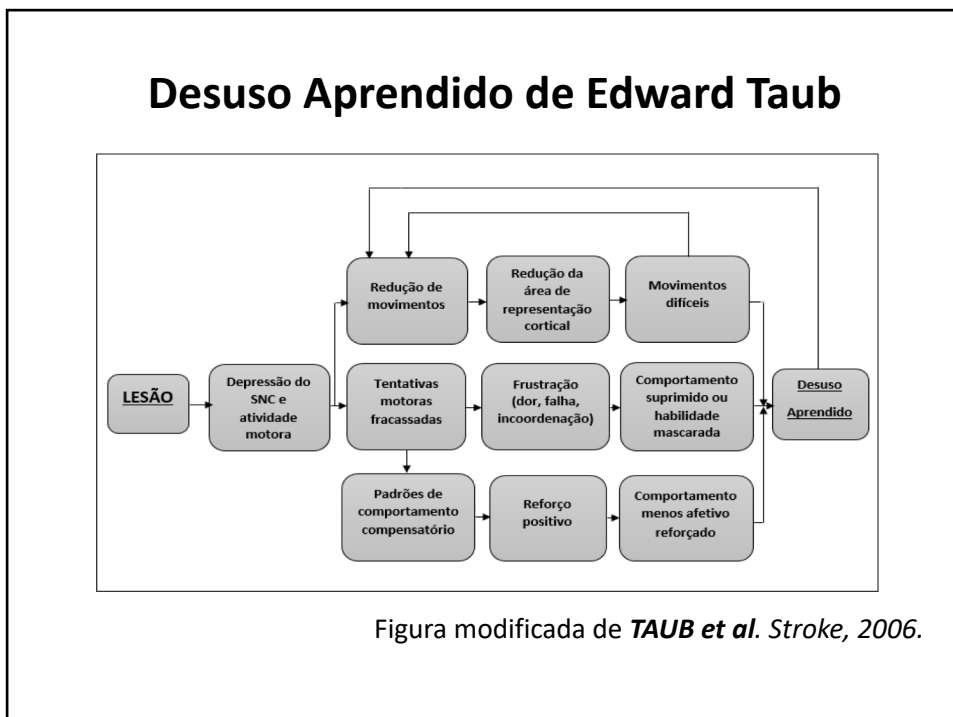 Desuso Aprendido de Edward Taub
Redução de
movimentos
Redução da
área de
representação
cortical
Movimentos
difíceis
LESÃO
Depressão do
SNC e
atividade
motora
Tentativas
motoras
fracassadas
Frustração
(dor, falha,
incoordenação)
Comportamento
suprimido ou
habilidade
mascarada
Desuso
Aprendido
Padrões de
comportamento
compensatório
Reforço
positivo
Comportamento
menos afetivo
reforçado
Figura modificada de TAUB et al. Stroke, 2006.